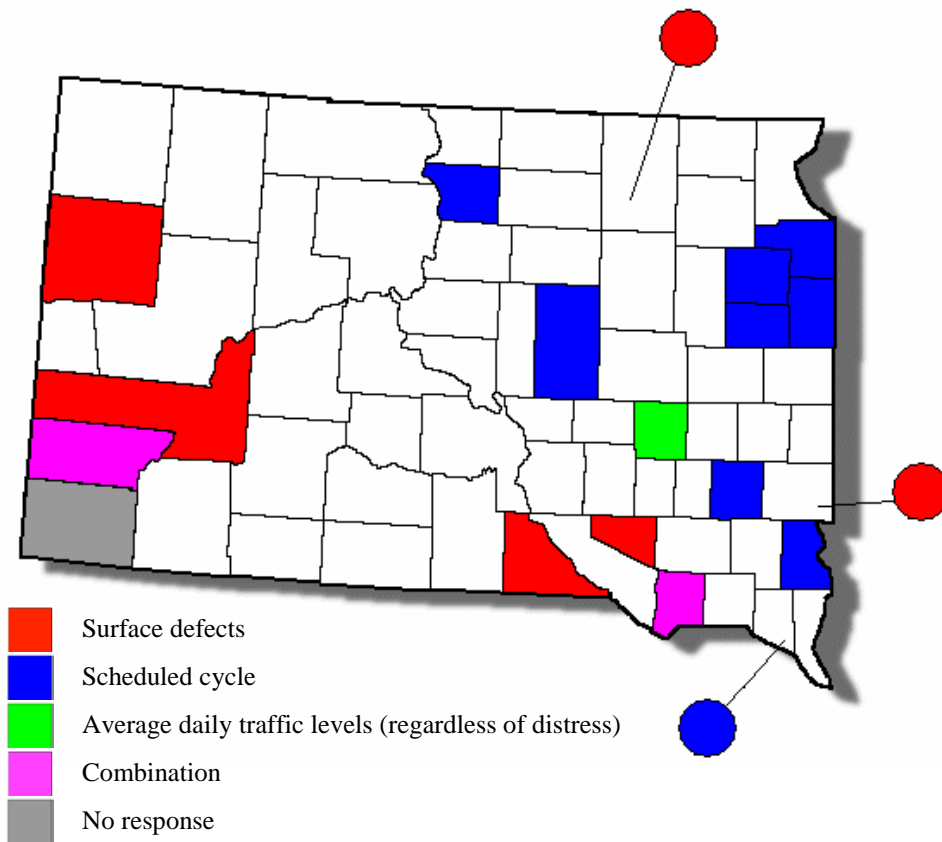 Surface defects
Scheduled cycle
Average daily traffic levels (regardless of distress)
Combination
No response